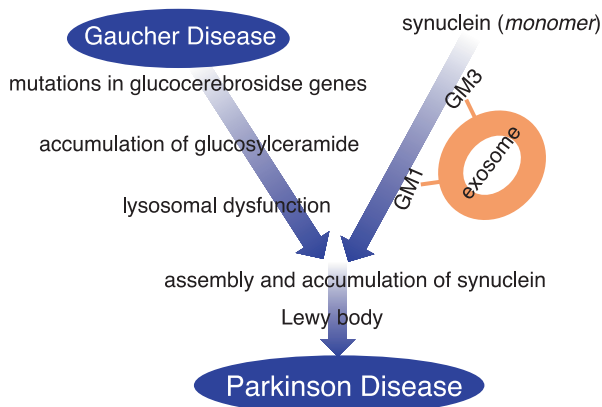 Gaucher Disease
synuclein (monomer)
mutations in glucocerebrosidse genes
GM3
accumulation of glucosylceramide
exosome
GM1
lysosomal dysfunction
assembly and accumulation of synuclein
Lewy body
Parkinson Disease